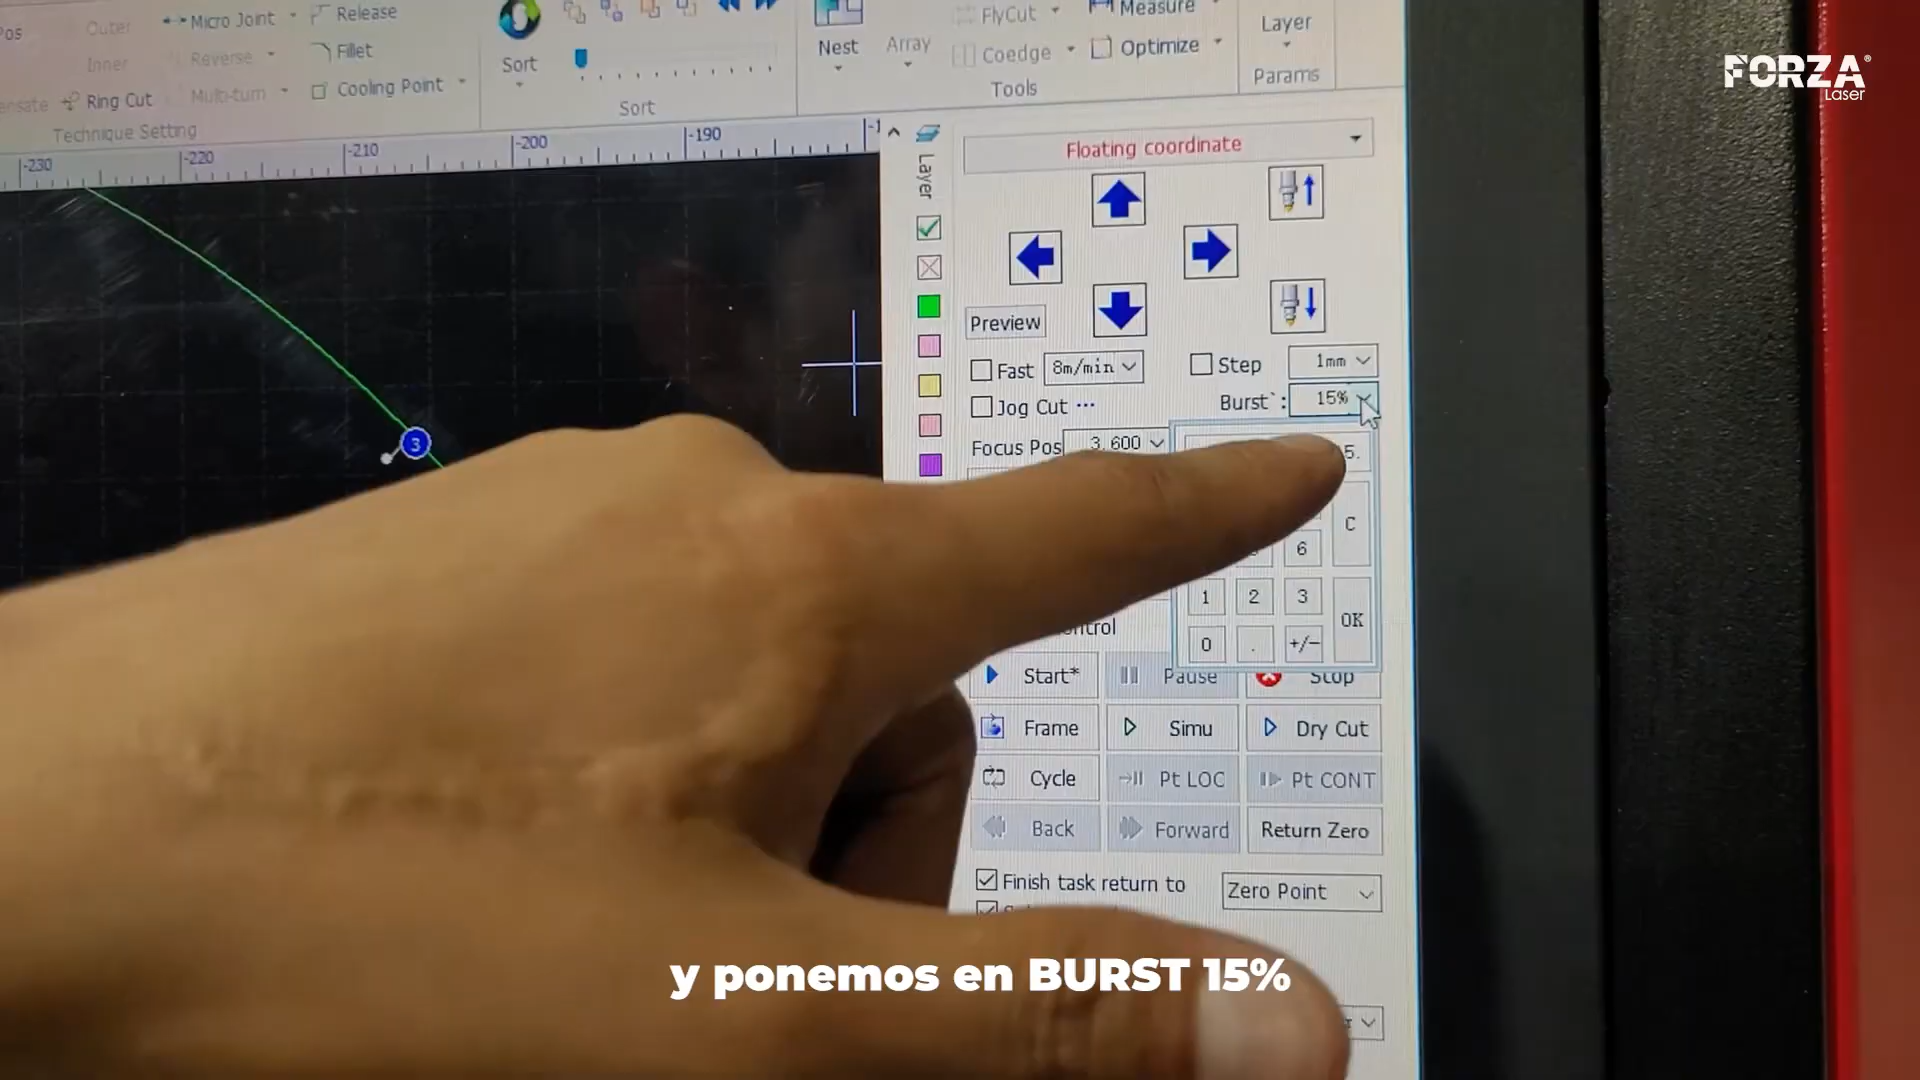 Outer
Micro Joint
Release
Inner
Reverse
Fillet
Ring Cut
Multi-turn
Cooling Point
Technique Setting
Sort
Sort
Nest
Array
FlyCut
Measure
Coedge
Optimize
Tools
Layer
Params
FORZA®
Laser
-230
-220
-210
-200
-190
Layer
Floating coordinate
Preview
Fast
8m/min
Step
1mm
Jog Cut ...
Burst`:
15%
Focus Pos
3.600
3
5.
C
6
1
2
3
OK
0
.
+/-
Start*
Pause
Stop
Frame
Simu
Dry Cut
Cycle
Pt LOC
Pt CONT
Back
Forward
Return Zero
Finish task return to
Zero Point
y ponemos en BURST 15%